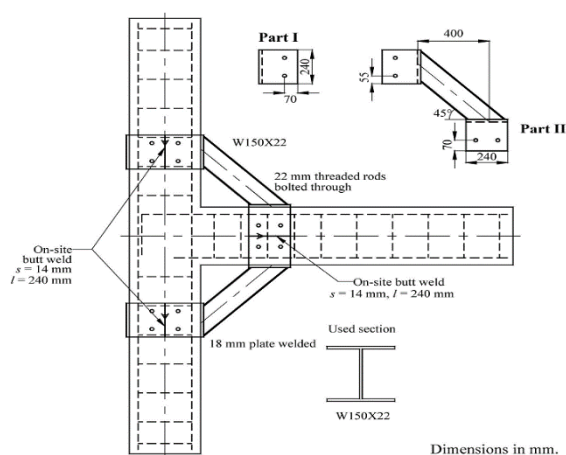 Part I
240
70
400
55
45°
Part II
70
240
W150X22
22 mm threaded rods
bolted through
On-site
butt weld
s = 14 mm
l = 240 mm
On-site butt weld
s = 14 mm, l = 240 mm
18 mm plate welded
Used section
W150X22
Dimensions in mm.